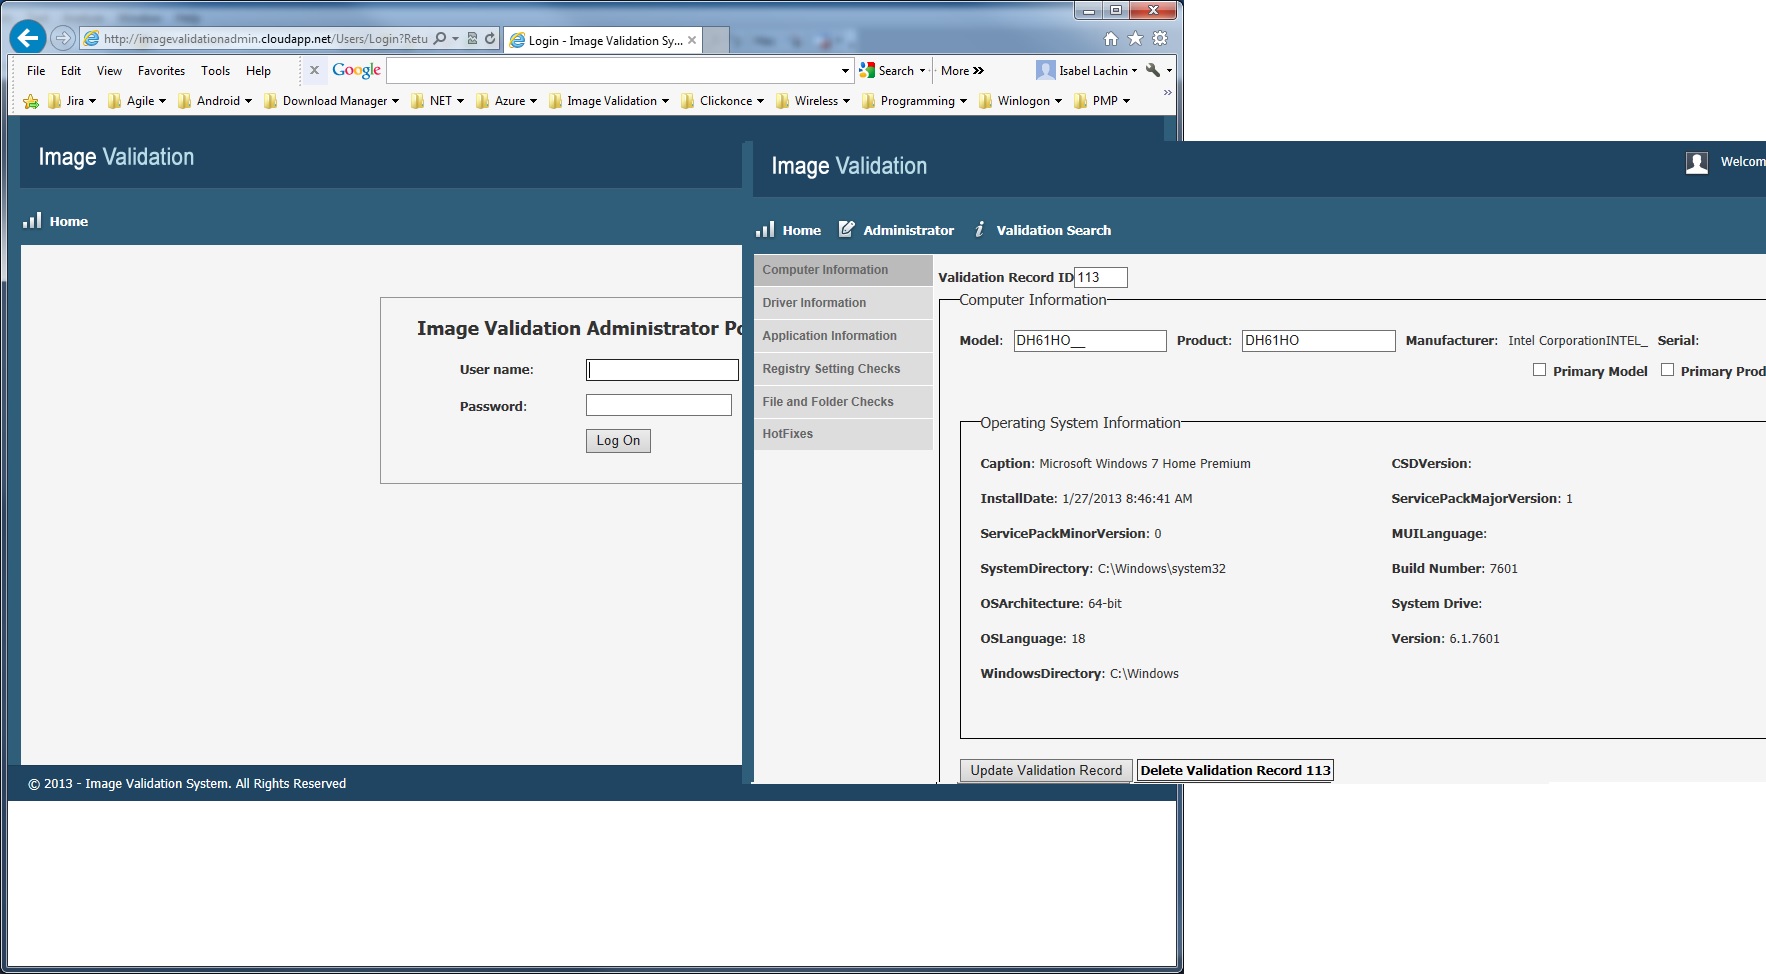 http://imagevalidationadmin.cloudapp.net/Users/Login?Retu
Login - Image Validation Sy...
File Edit View Favorites Tools Help
x Google Search More Isabel Lachin
Jira Agile Android Download Manager NET Azure Image Validation Clickonce Wireless Programming Winlogon PMP
Image Validation
Home
Image Validation Administrator Po
User name:
Password:
Log On
© 2013 - Image Validation System. All Rights Reserved
Image Validation
Welcom
Home Administrator Validation Search
Computer Information
Driver Information
Application Information
Registry Setting Checks
File and Folder Checks
HotFixes
Validation Record ID 113
Computer Information
Model: DH61HO__ Product: DH61HO Manufacturer: Intel CorporationINTEL_ Serial:
Primary Model Primary Prod
Operating System Information
Caption: Microsoft Windows 7 Home Premium CSDVersion:
InstallDate: 1/27/2013 8:46:41 AM ServicePackMajorVersion: 1
ServicePackMinorVersion: 0 MUILanguage:
SystemDirectory: C:\Windows\system32 Build Number: 7601
OSArchitecture: 64-bit System Drive:
OSLanguage: 18 Version: 6.1.7601
WindowsDirectory: C:\Windows
Update Validation Record Delete Validation Record 113